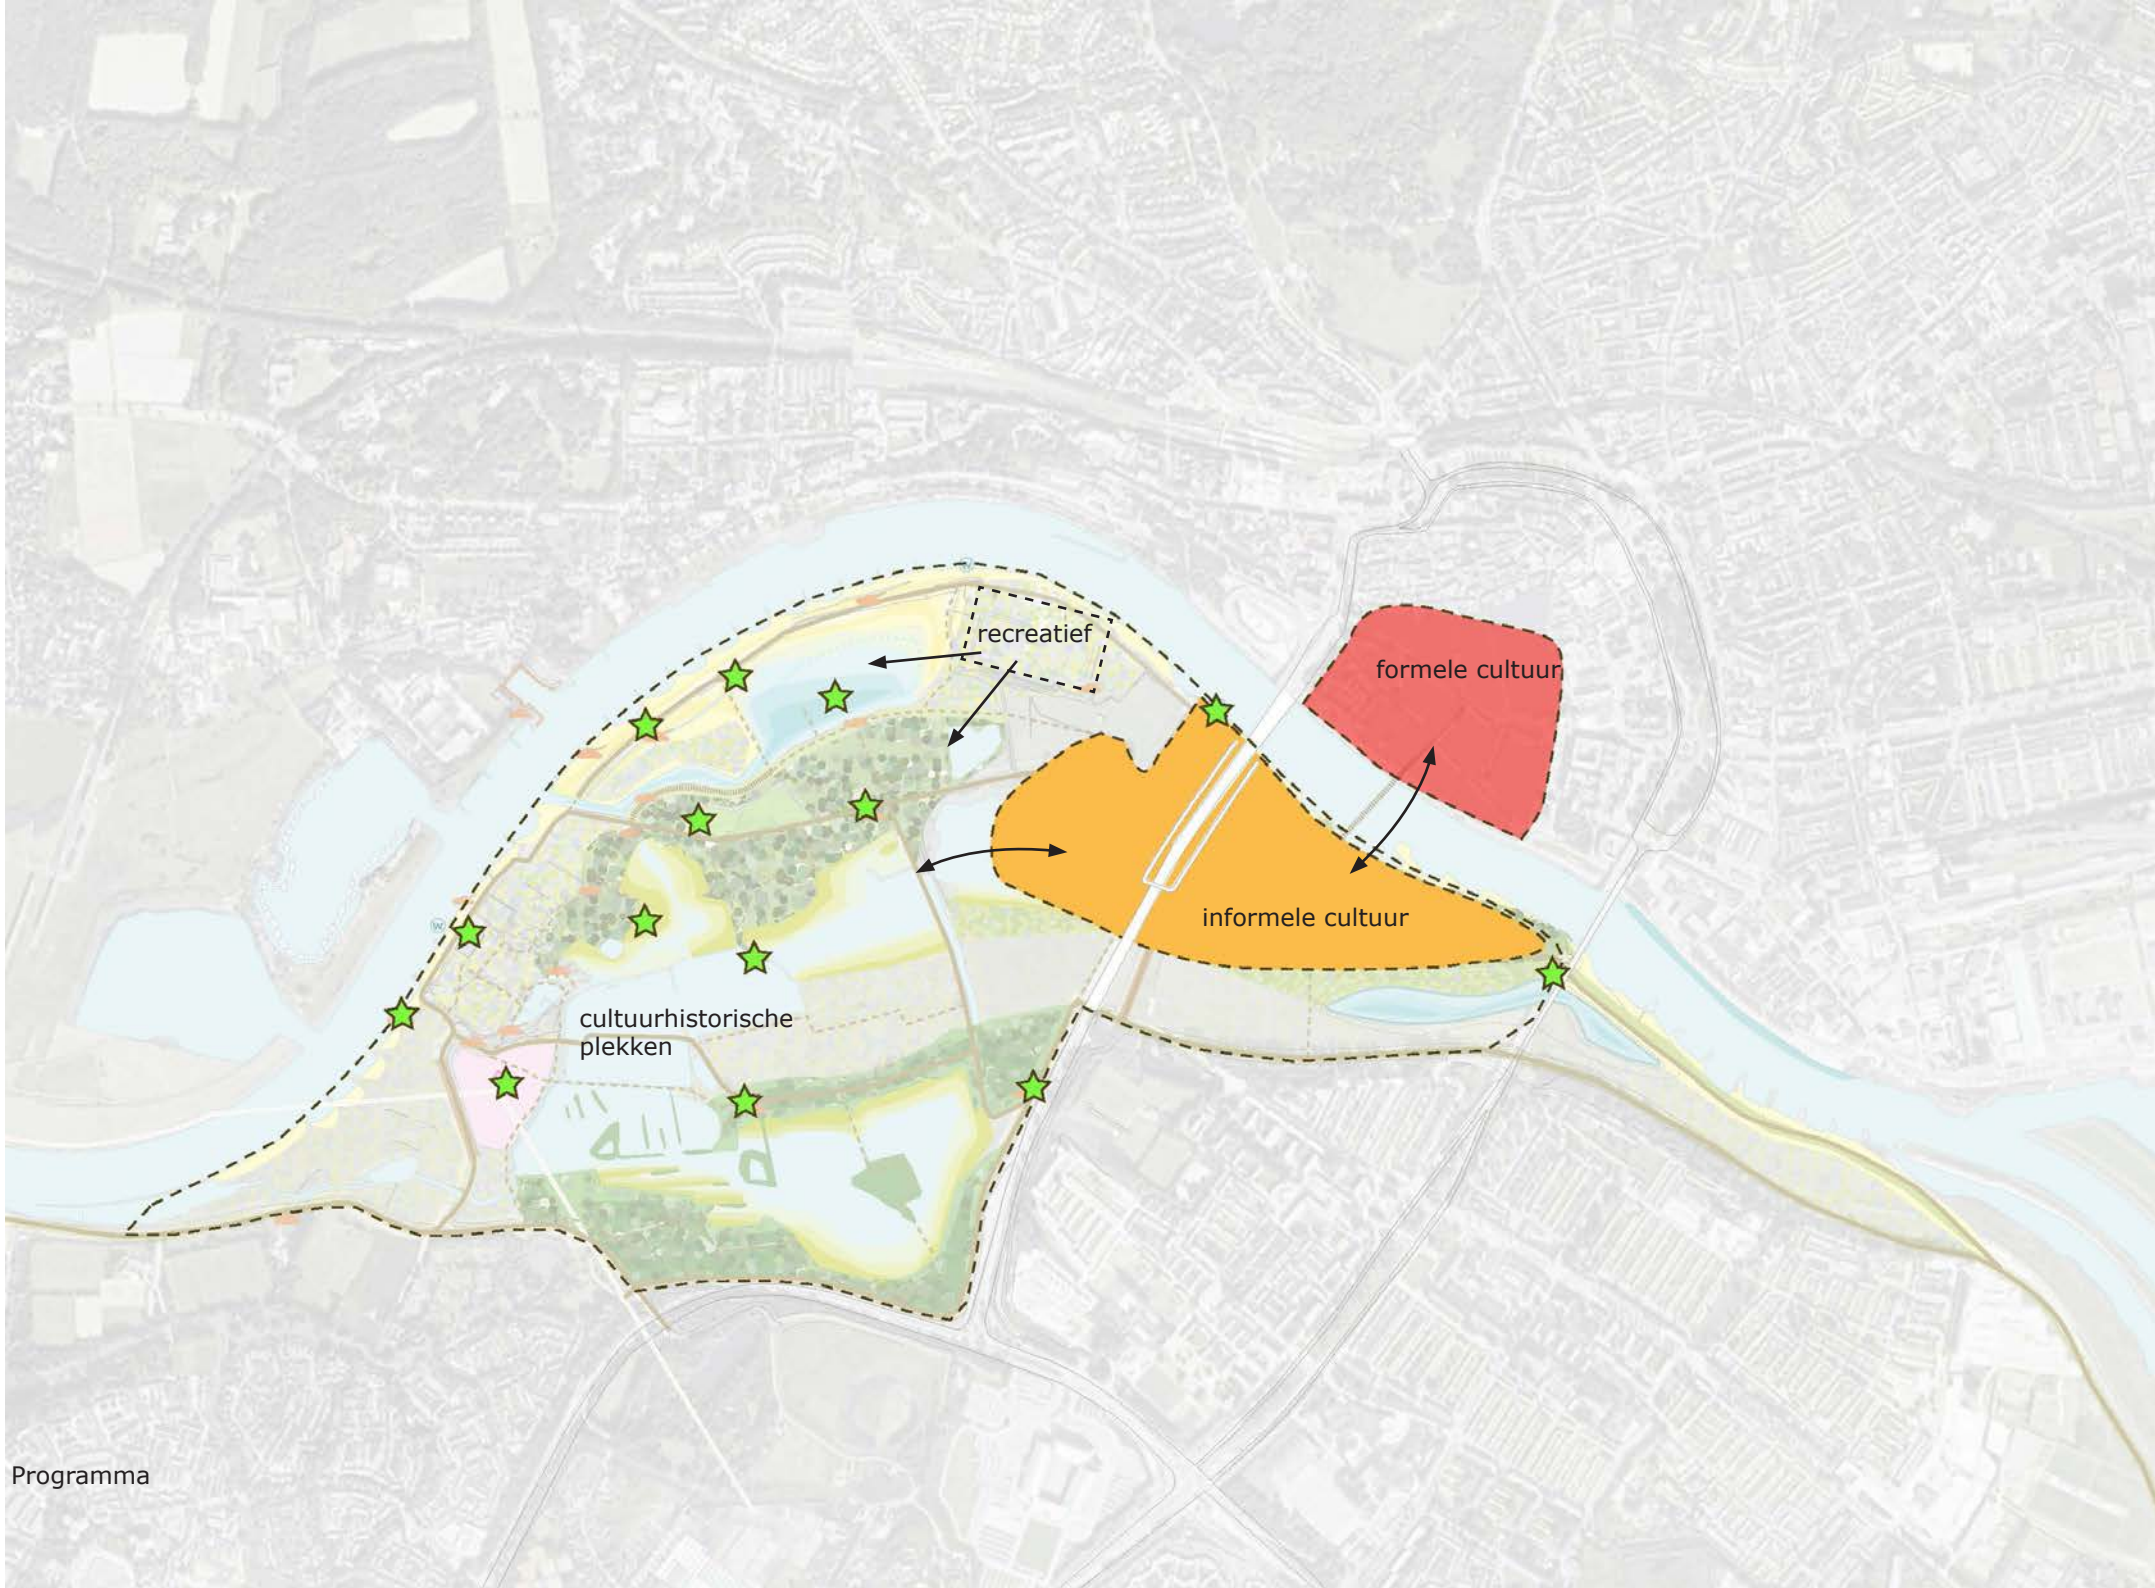 recreatief
formele cultuur
informele cultuur
cultuurhistorische
plekken
Programma